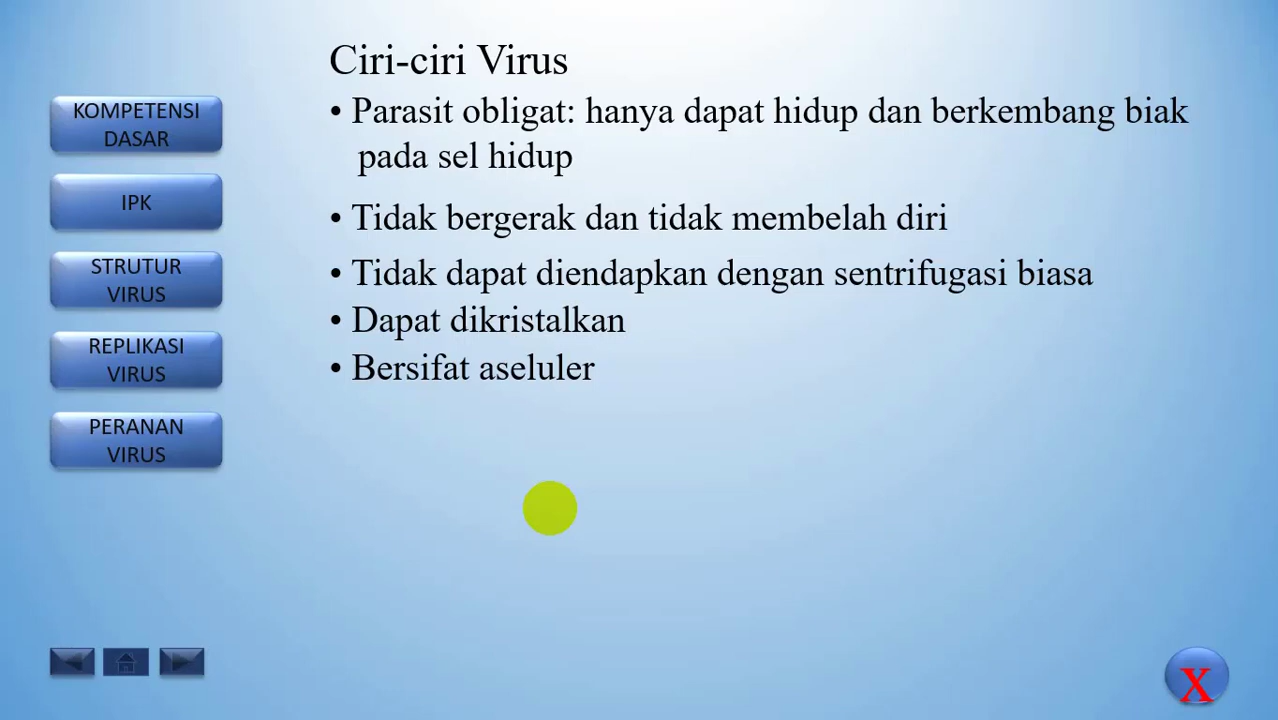 Ciri-ciri Virus
• Parasit obligat: hanya dapat hidup dan berkembang biak
pada sel hidup
• Tidak bergerak dan tidak membelah diri
• Tidak dapat diendapkan dengan sentrifugasi biasa
• Dapat dikristalkan
• Bersifat aseluler
KOMPETENSI
DASAR
IPK
STRUTUR
VIRUS
REPLIKASI
VIRUS
PERANAN
VIRUS
X